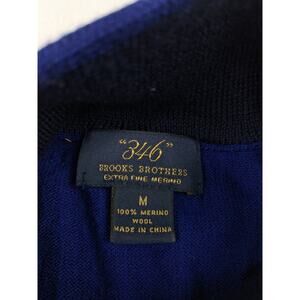 "346"
BROOKS BROTHERS
EXTRA FINE MERINO
M
100% MERINO
WOOL
MADE IN CHINA